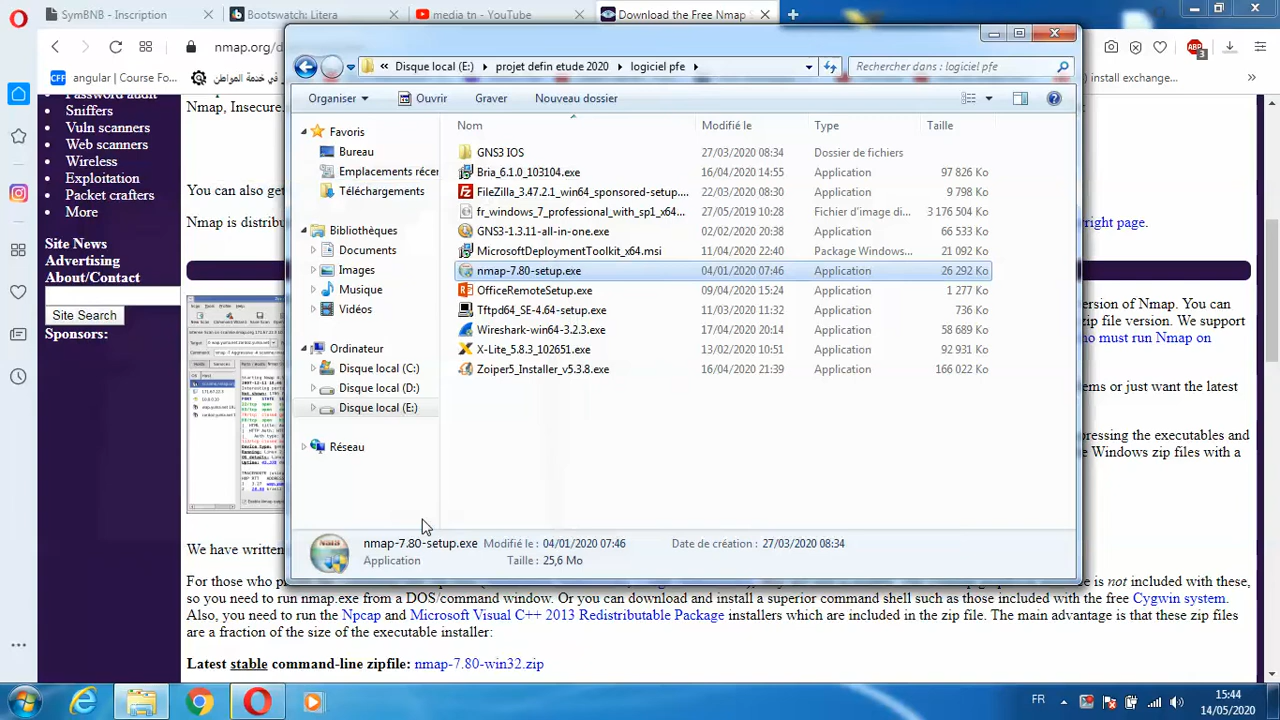 SymBNB - Inscription
Bootswatch: Litera
media tn - YouTube
Download the Free Nmap
nmap.org/d
angular | Course Fo
في خدمة المواطن
install exchange...
Disque local (E:) projet defin etude 2020 logiciel pfe
Rechercher dans : logiciel pfe
Organiser Ouvrir Graver Nouveau dossier
Nom Modifié le Type Taille
Favoris
Bureau
Emplacements récer
Téléchargements
Bibliothèques
Documents
Images
Musique
Vidéos
Ordinateur
Disque local (C:)
Disque local (D:)
Disque local (E:)
Réseau
GNS3 IOS 27/03/2020 08:34 Dossier de fichiers
Bria_6.1.0_103104.exe 16/04/2020 14:55 Application 97 826 Ko
FileZilla_3.47.2.1_win64_sponsored-setup.... 22/03/2020 08:30 Application 9 798 Ko
fr_windows_7_professional_with_sp1_x64... 27/05/2019 10:28 Fichier d'image di... 3 176 504 Ko
GNS3-1.3.11-all-in-one.exe 27/03/2020 08:34 Application 66 533 Ko
MicrosoftDeploymentToolkit_x64.msi 11/04/2020 22:40 Package Windows... 21 092 Ko
nmap-7.80-setup.exe 04/01/2020 07:46 Application 26 292 Ko
OfficeRemoteSetup.exe 09/04/2020 15:24 Application 1 277 Ko
Tftpd64_SE-4.64-setup.exe 11/03/2020 11:32 Application 736 Ko
Wireshark-win64-3.2.3.exe 17/04/2020 20:14 Application 58 689 Ko
X-Lite_5.8.3_102651.exe 13/02/2020 10:51 Application 92 931 Ko
Zoiper5_Installer_v5.3.8.exe 16/04/2020 21:39 Application 166 022 Ko
nmap-7.80-setup.exe Modifié le : 04/01/2020 07:46 Date de création : 27/03/2020 08:34
Application Taille : 25,6 Mo
Password audit
Sniffers
Vuln scanners
Web scanners
Wireless
Exploitation
Packet crafters
More
Site News
Advertising
About/Contact
Site Search
Sponsors:
Nmap, Insecure.
You can also get
Nmap is distribu
right page.
ersion of Nmap. You can
zip file version. We support
o must run Nmap on
ems or just want the latest
pressing the executables and
e Windows zip files with a
We have written
For those who p
e is not included with these,
so you need to run nmap.exe from a DOS/command window. Or you can download and install a superior command shell such as those included with the free Cygwin system.
Also, you need to run the Npcap and Microsoft Visual C++ 2013 Redistributable Package installers which are included in the zip file. The main advantage is that these zip files
are a fraction of the size of the executable installer:
Latest stable command-line zipfile: nmap-7.80-win32.zip
FR
15:44
14/05/2020